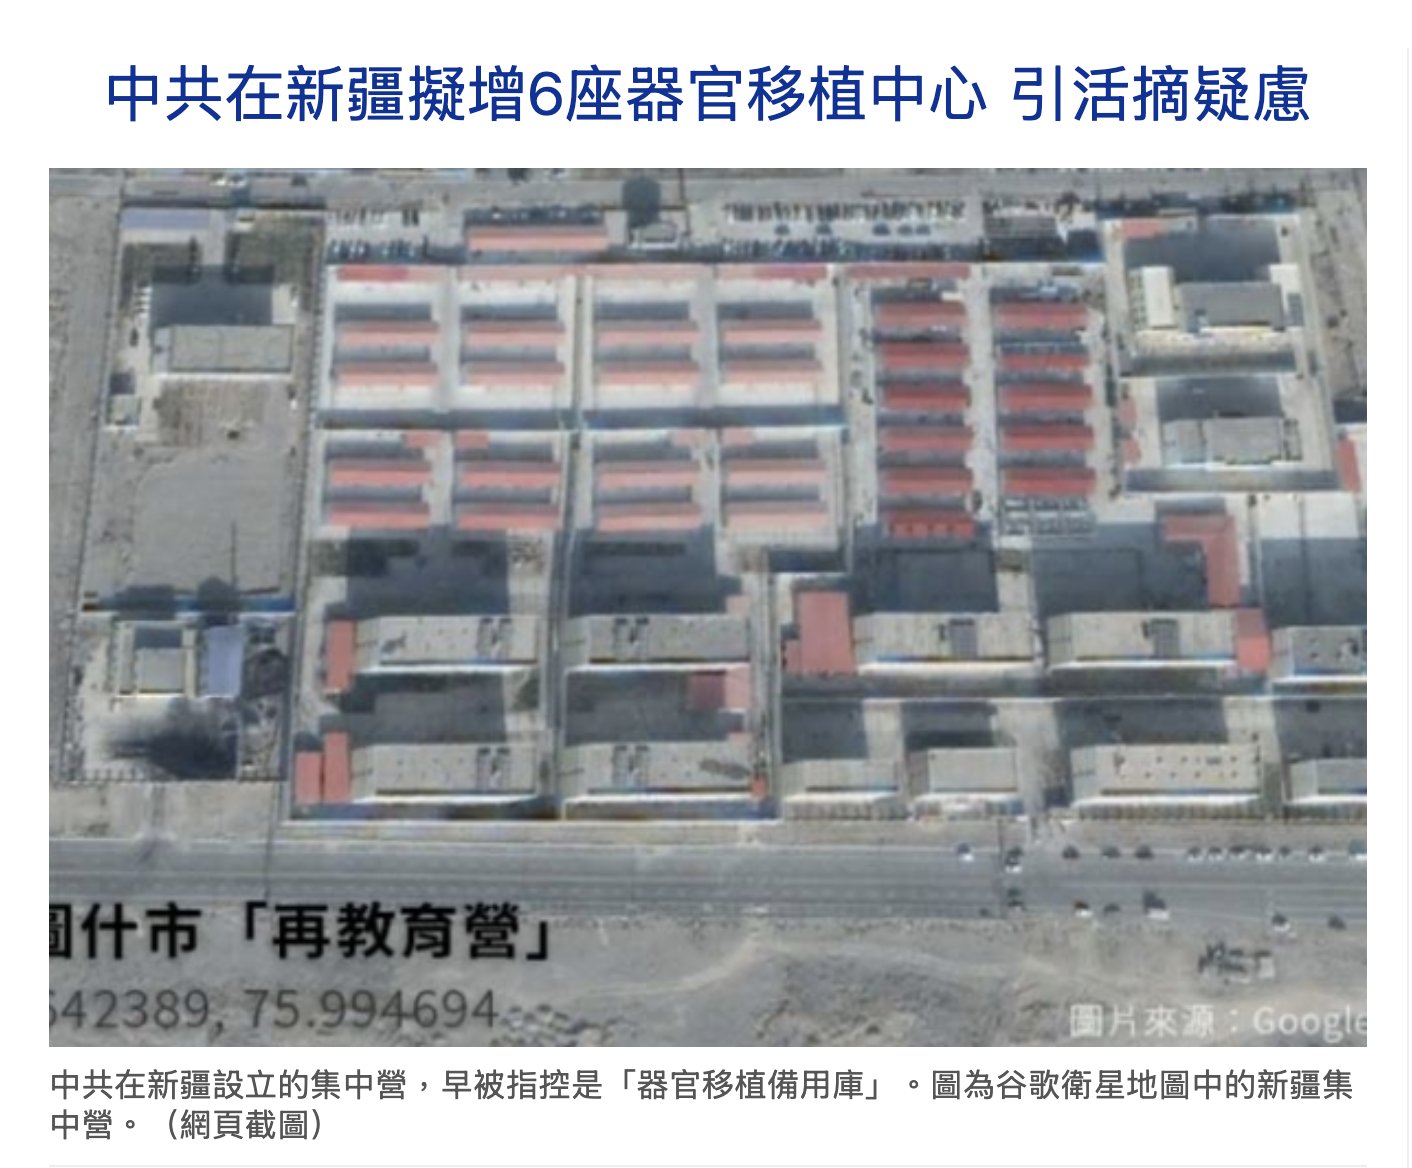 中共在新疆擬增6座器官移植中心 引活摘疑慮
圖什市「再教育營」
642389, 75.994694
圖片來源：Google
中共在新疆設立的集中營，早被指控是「器官移植備用庫」。圖為谷歌衛星地圖中的新疆集
中營。（網頁截圖）